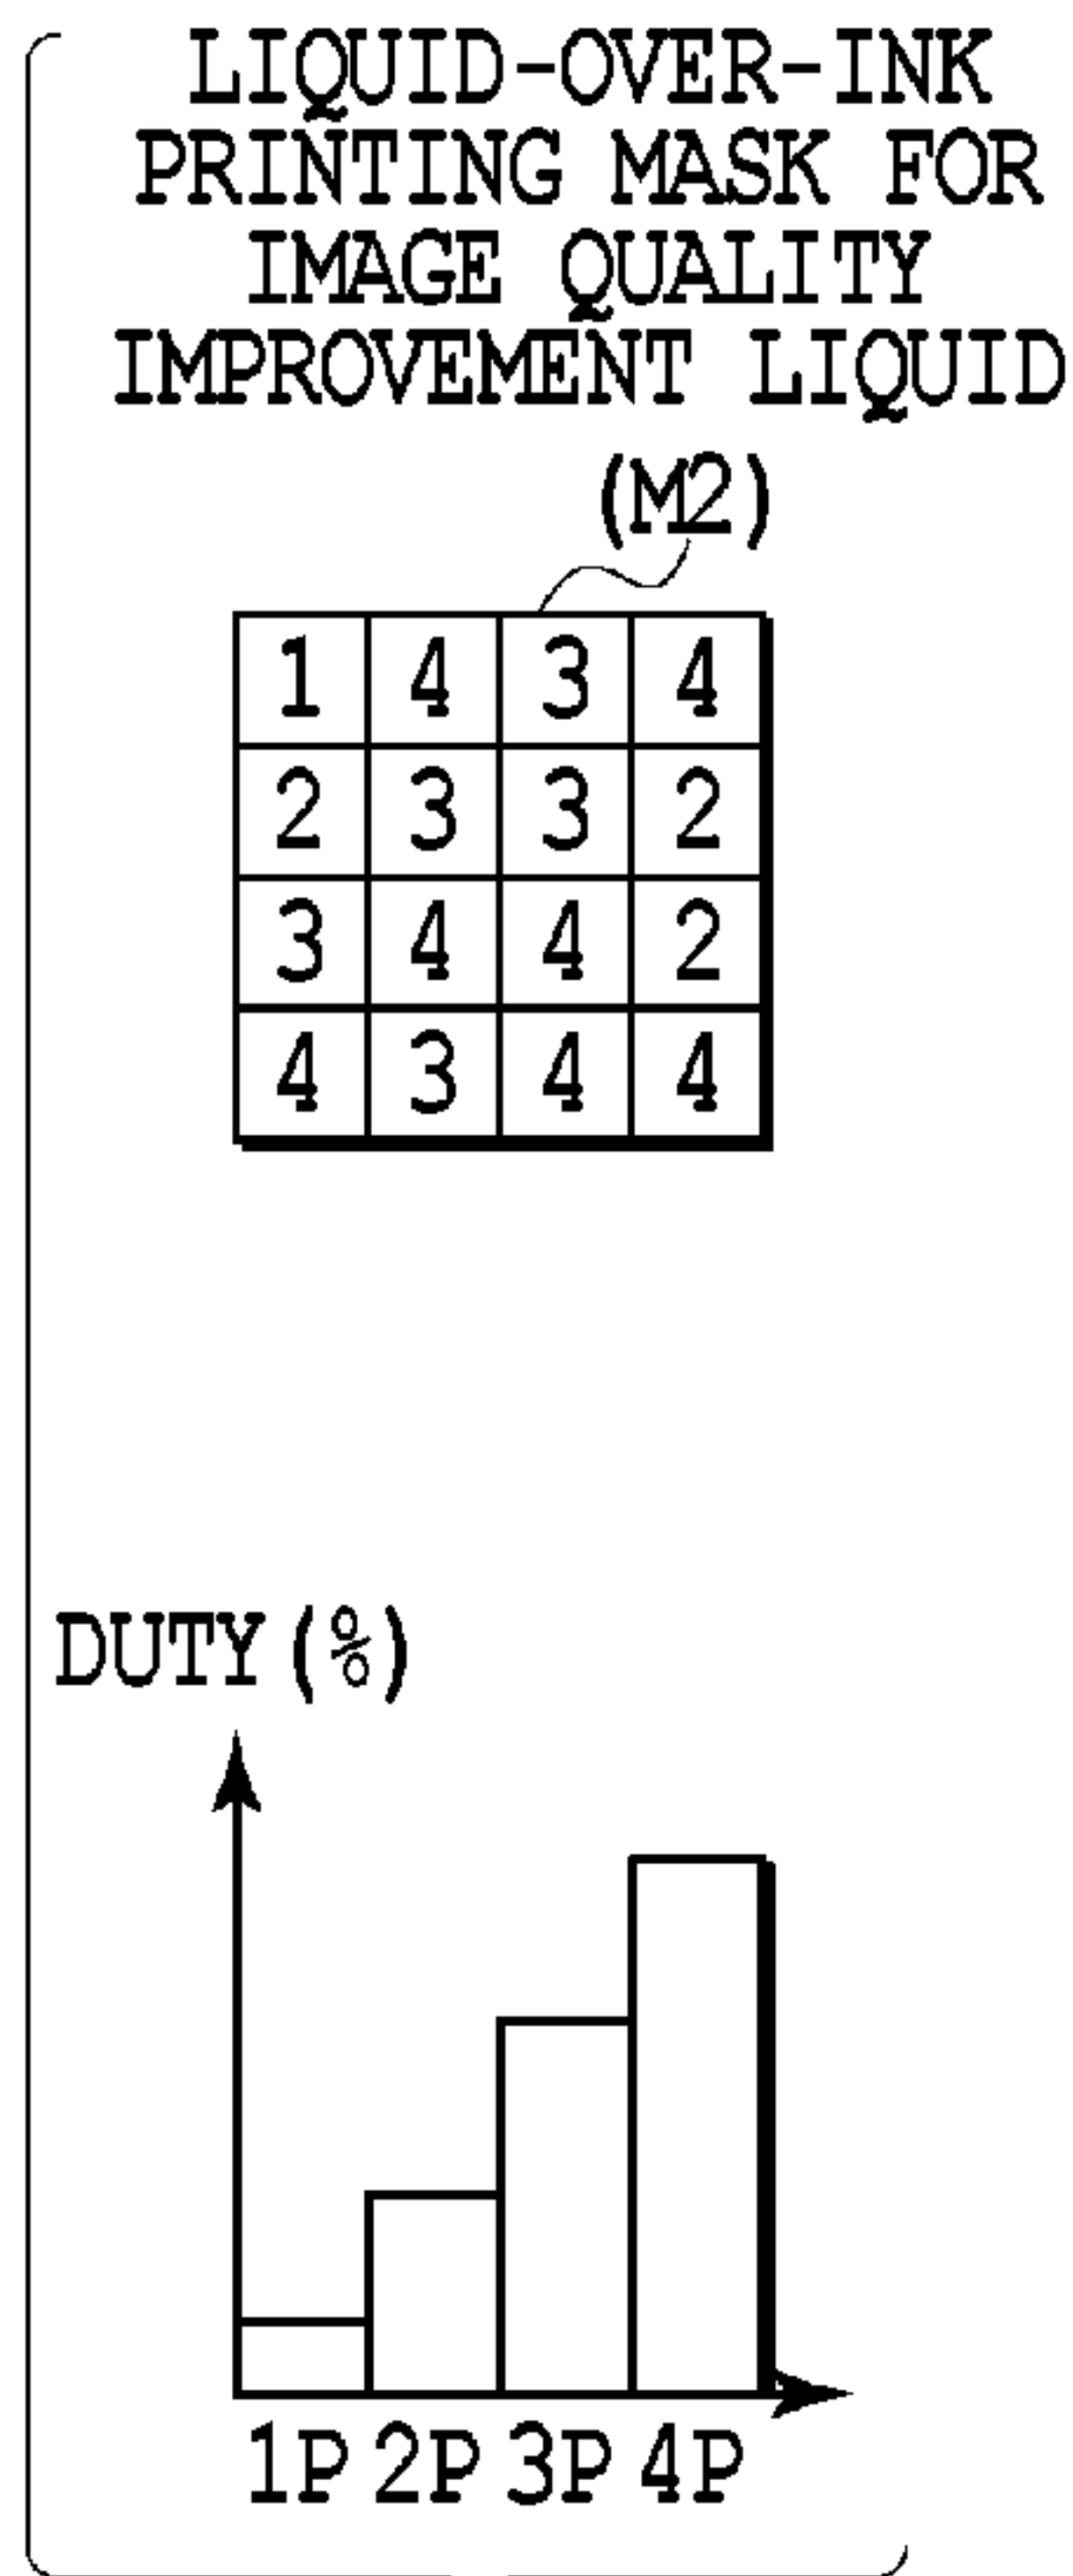 LIQUID-OVER-INK
PRINTING MASK FOR
IMAGE QUALITY
IMPROVEMENT LIQUID
(M2)
1 4 3 4
2 3 3 2
3 4 4 2
4 3 4 4
DUTY(%)
1P 2P 3P 4P